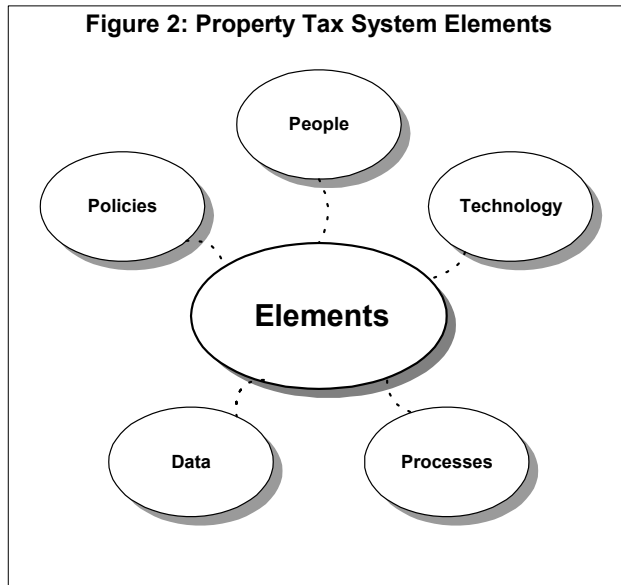 Figure 2: Property Tax System Elements
People
Policies
Technology
Elements
Data
Processes